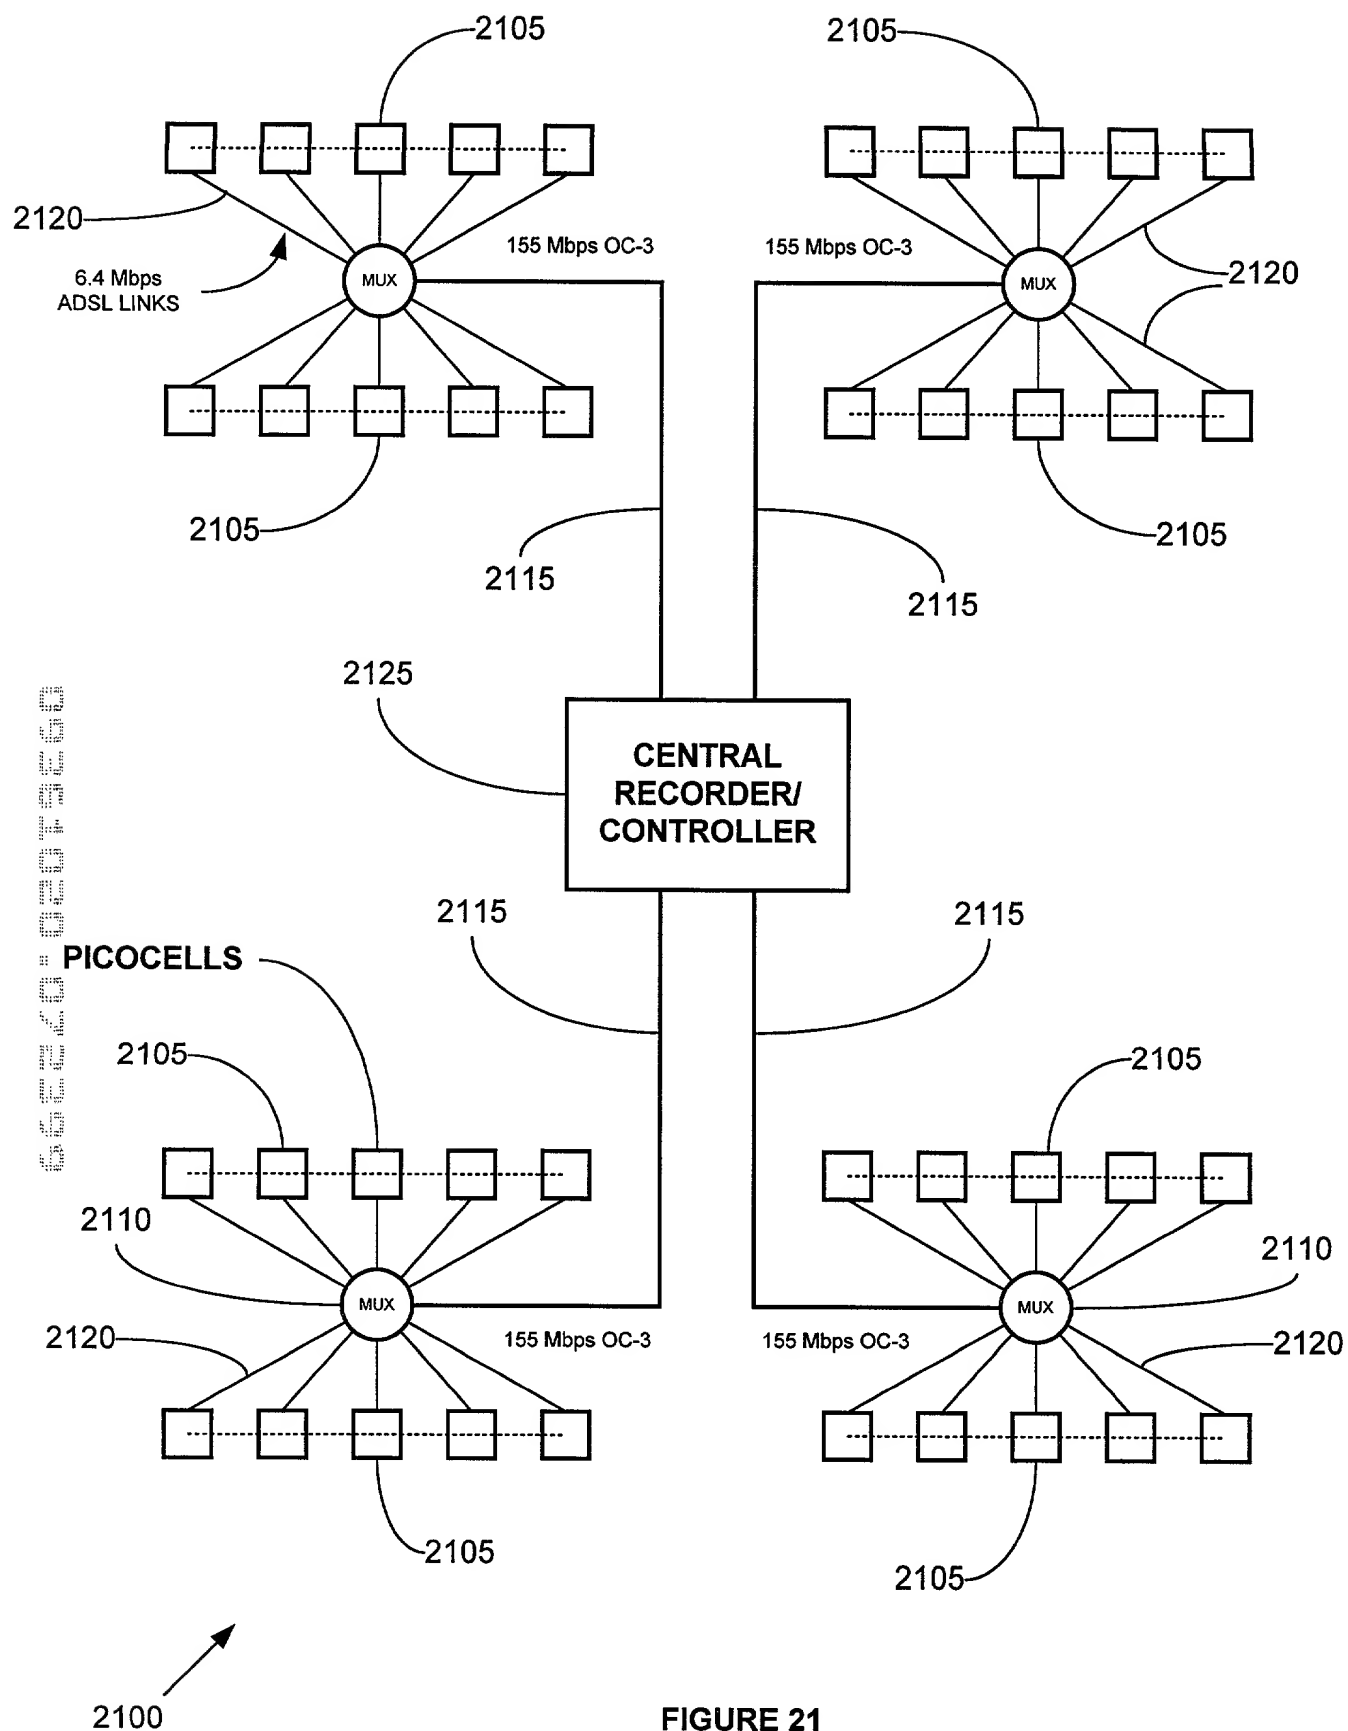 2105
2105
2120
6.4 Mbps
ADSL LINKS
MUX
155 Mbps OC-3
155 Mbps OC-3
MUX
2120
2105
2115
2115
2105
2125
CENTRAL
RECORDER/
CONTROLLER
2115
2115
PICOCELLS
2105
2105
2110
2110
MUX
MUX
2120
155 Mbps OC-3
155 Mbps OC-3
2120
2105
2105
2100
FIGURE 21